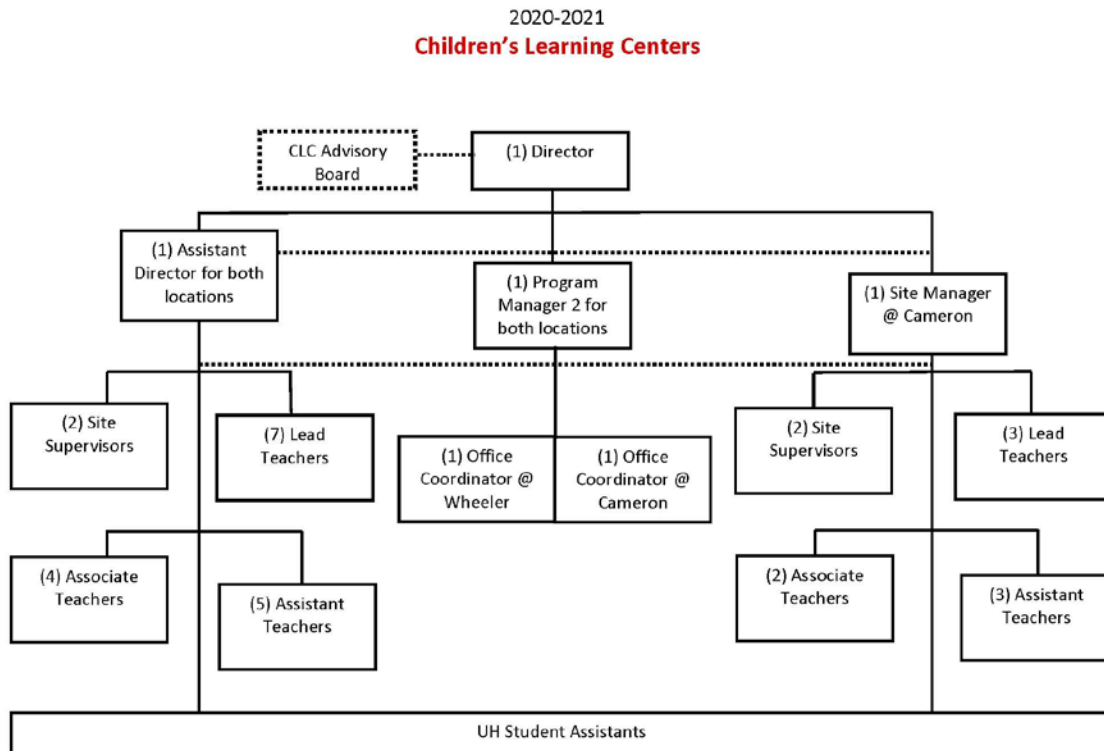 2020-2021
Children's Learning Centers
CLC Advisory
Board
(1) Director
(1) Assistant
Director for both
locations
(1) Program
Manager 2 for
both locations
(1) Site Manager
@ Cameron
(2) Site
Supervisors
(7) Lead
Teachers
(1) Office
Coordinator @
Wheeler
(1) Office
Coordinator @
Cameron
(2) Site
Supervisors
(3) Lead
Teachers
(4) Associate
Teachers
(5) Assistant
Teachers
(2) Associate
Teachers
(3) Assistant
Teachers
UH Student Assistants